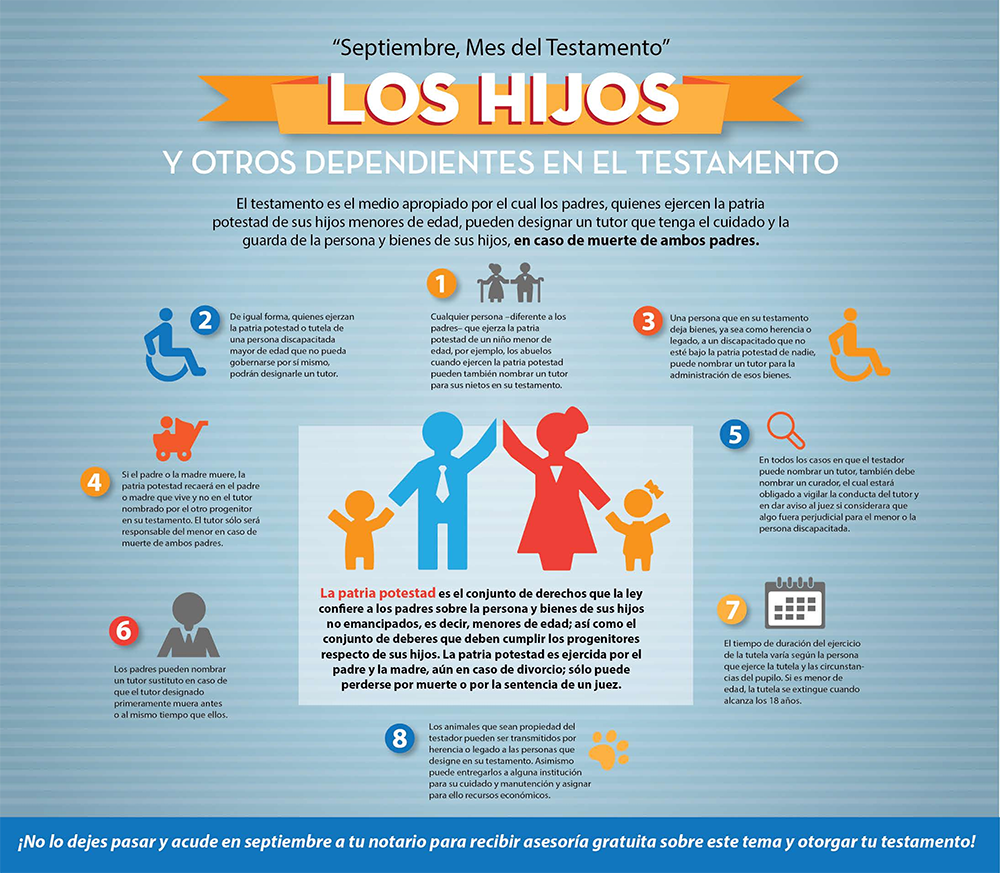 “Septiembre, Mes del Testamento”
LOS HIJOS
Y OTROS DEPENDIENTES EN EL TESTAMENTO
El testamento es el medio apropiado por el cual los padres, quienes ejercen la patria
potestad de sus hijos menores de edad, pueden designar un tutor que tenga el cuidado y la
guarda de la persona y bienes de sus hijos, en caso de muerte de ambos padres.
1
Cualquier persona –diferente a los
padres– que ejerza la patria
potestad de un niño menor de
edad, por ejemplo, los abuelos
cuando ejercen la patria potestad
pueden también nombrar un tutor
para sus nietos en su testamento.
2
De igual forma, quienes ejerzan
la patria potestad o tutela de
una persona discapacitada
mayor de edad que no pueda
gobernarse por sí mismo,
podrán designarle un tutor.
3
Una persona que en su testamento
deja bienes, ya sea como herencia o
legado, a un discapacitado que no
esté bajo la patria potestad de nadie,
puede nombrar un tutor para la
administración de esos bienes.
4
Si el padre o la madre muere, la
patria potestad recaerá en el padre
o madre que vive y no en el tutor
nombrado por el otro progenitor
en su testamento. El tutor sólo será
responsable del menor en caso de
muerte de ambos padres.
5
En todos los casos en que el testador
puede nombrar un tutor, también debe
nombrar un curador, el cual estará
obligado a vigilar la conducta del tutor y
en dar aviso al juez si considerara que
algo fuera perjudicial para el menor o la
persona discapacitada.
La patria potestad es el conjunto de derechos que la ley
confiere a los padres sobre la persona y bienes de sus hijos
no emancipados, es decir, menores de edad; así como el
conjunto de deberes que deben cumplir los progenitores
respecto de sus hijos. La patria potestad es ejercida por el
padre y la madre, aún en caso de divorcio; sólo puede
perderse por muerte o por la sentencia de un juez.
6
Los padres pueden nombrar
un tutor sustituto en caso de
que el tutor designado
primeramente muera antes
o al mismo tiempo que ellos.
7
El tiempo de duración del ejercicio
de la tutela varía según la persona
que ejerce la tutela y las circunstan-
cias del pupilo. Si es menor de
edad, la tutela se extingue cuando
alcanza los 18 años.
8
Los animales que sean propiedad del
testador pueden ser transmitidos por
herencia o legado a las personas que
designe en su testamento. Asimismo
puede entregarlos a alguna institución
para su cuidado y manutención y asignar
para ello recursos económicos.
¡No lo dejes pasar y acude en septiembre a tu notario para recibir asesoría gratuita sobre este tema y otorgar tu testamento!